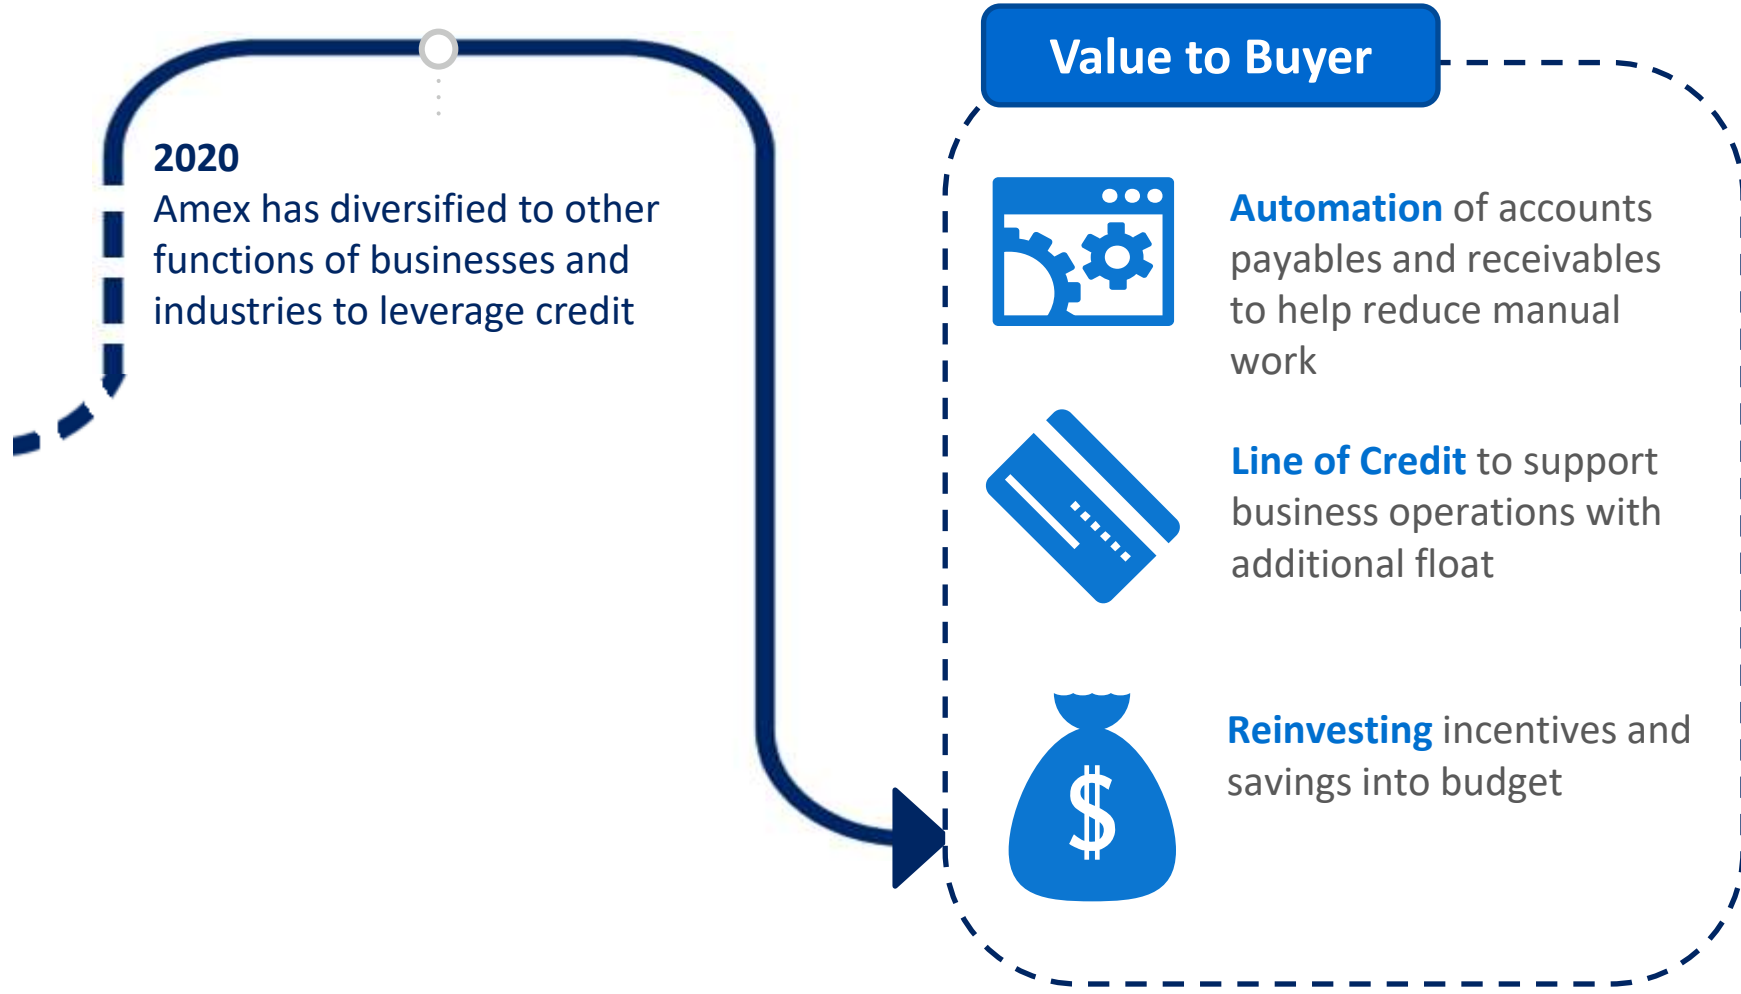 2020
Amex has diversified to other
functions of businesses and
industries to leverage credit
Value to Buyer
Automation of accounts
payables and receivables
to help reduce manual
work
Line of Credit to support
business operations with
additional float
$
Reinvesting incentives and
savings into budget